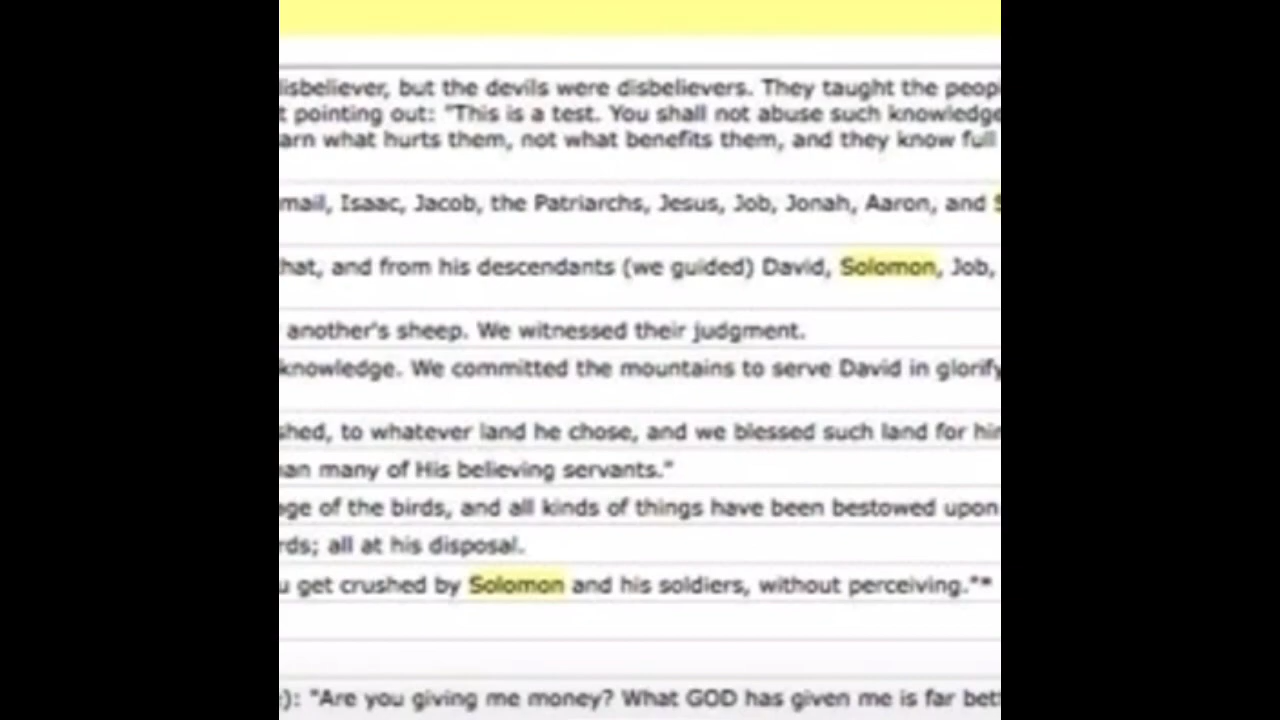 isbeliever, but the devils were disbelievers. They taught the peop
t pointing out: "This is a test. You shall not abuse such knowledge
arn what hurts them, not what benefits them, and they know full
mail, Isaac, Jacob, the Patriarchs, Jesus, Job, Jonah, Aaron, and S
hat, and from his descendants (we guided) David, Solomon, Job,
another's sheep. We witnessed their judgment.
knowledge. We committed the mountains to serve David in glorify
shed, to whatever land he chose, and we blessed such land for hi
an many of His believing servants."
age of the birds, and all kinds of things have been bestowed upon
rds; all at his disposal.
u get crushed by Solomon and his soldiers, without perceiving."*
): "Are you giving me money? What GOD has given me is far bet